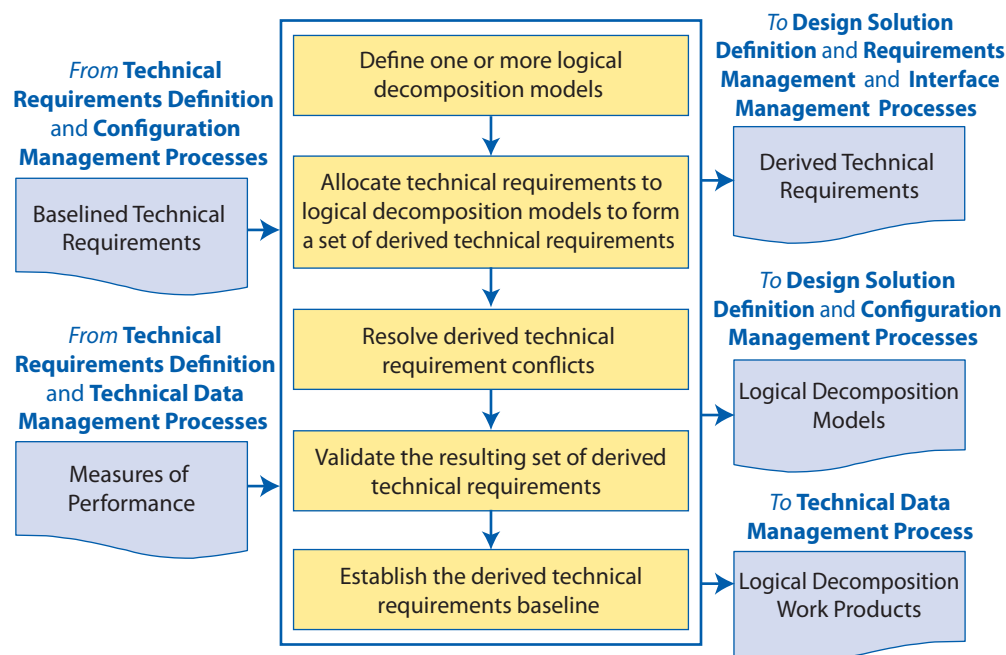 From Technical
Requirements Definition
and Configuration
Management Processes
Baselined Technical
Requirements
From Technical
Requirements Definition
and Technical Data
Management Processes
Measures of
Performance
Define one or more logical
decomposition models
Allocate technical requirements to
logical decomposition models to form
a set of derived technical requirements
Resolve derived technical
requirement conflicts
Validate the resulting set of derived
technical requirements
Establish the derived technical
requirements baseline
To Design Solution
Definition and Requirements
Management and Interface
Management Processes
Derived Technical
Requirements
To Design Solution
Definition and Configuration
Management Processes
Logical Decomposition
Models
To Technical Data
Management Process
Logical Decomposition
Work Products